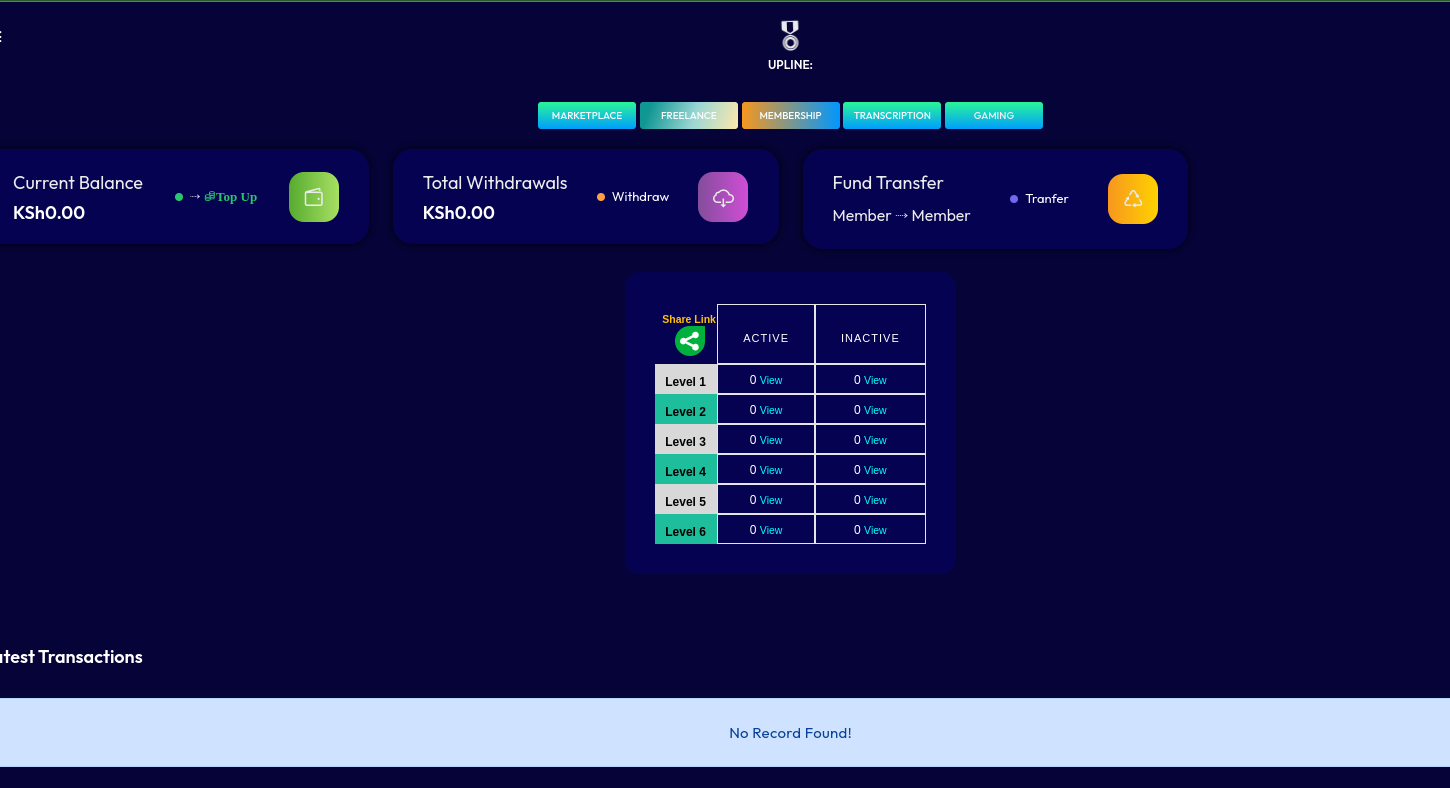 UPLINE:
MARKETPLACE FREELANCE MEMBERSHIP TRANSCRIPTION GAMING
Current Balance
KSh0.00
⤑ Top Up
Total Withdrawals
KSh0.00
Withdraw
Fund Transfer
Member ⤑ Member
Tranfer
Share Link ACTIVE INACTIVE
Level 1 0 View 0 View
Level 2 0 View 0 View
Level 3 0 View 0 View
Level 4 0 View 0 View
Level 5 0 View 0 View
Level 6 0 View 0 View
atest Transactions
No Record Found!